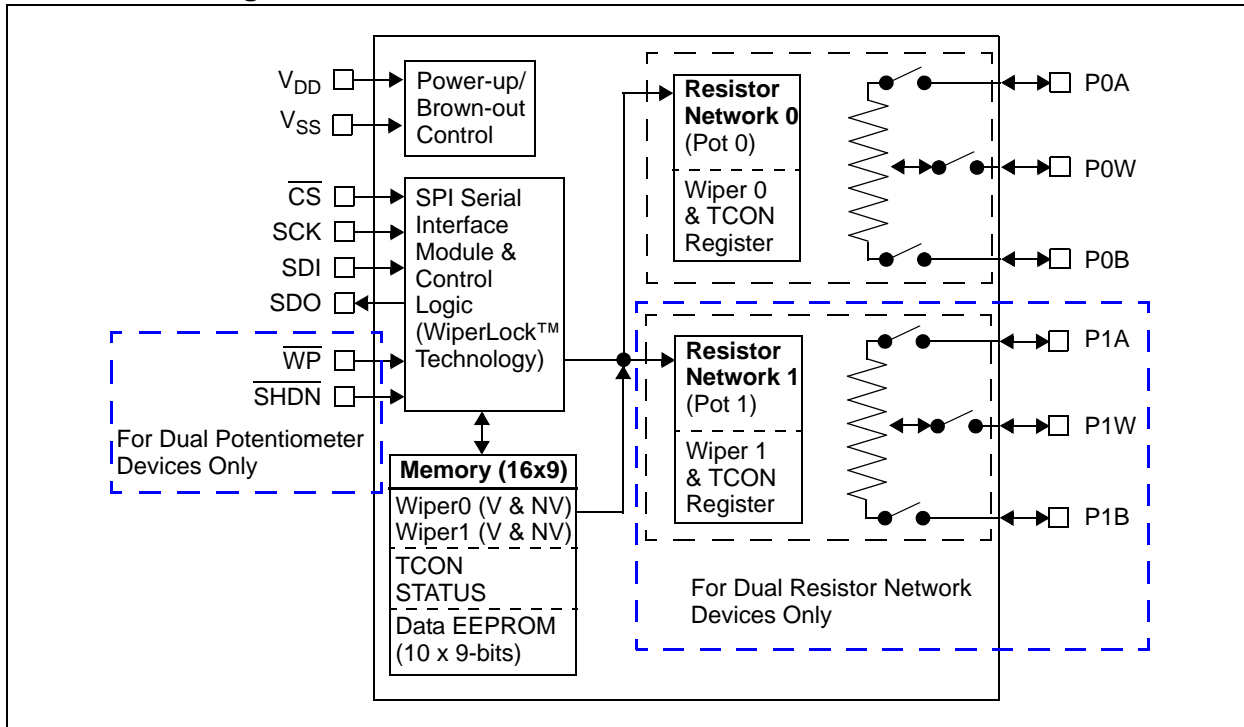 V_DD
V_SS
Power-up/
Brown-out
Control
CS
SCK
SDI
SDO
WP
SHDN
SPI Serial
Interface
Module &
Control
Logic
(WiperLock™
Technology)
For Dual Potentiometer
Devices Only
Memory (16x9)
Wiper0 (V & NV)
Wiper1 (V & NV)
TCON
STATUS
Data EEPROM
(10 x 9-bits)
Resistor
Network 0
(Pot 0)
Wiper 0
& TCON
Register
P0A
P0W
P0B
Resistor
Network 1
(Pot 1)
Wiper 1
& TCON
Register
P1A
P1W
P1B
For Dual Resistor Network
Devices Only